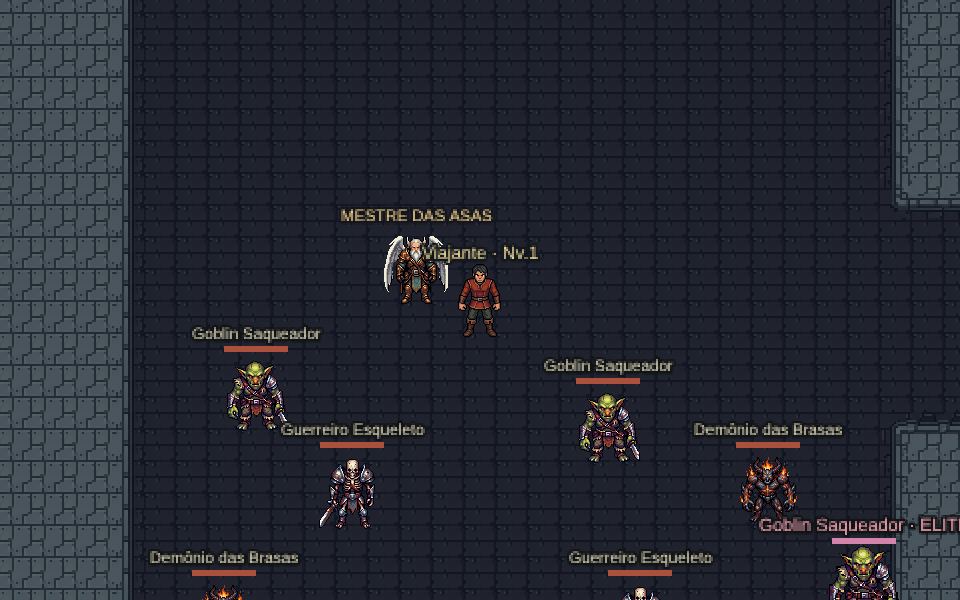 MESTRE DAS ASAS
Viajante · Nv.1
Goblin Saqueador
Goblin Saqueador
Guerreiro Esqueleto
Demônio das Brasas
Goblin Saqueador · ELIT
Demônio das Brasas
Guerreiro Esqueleto